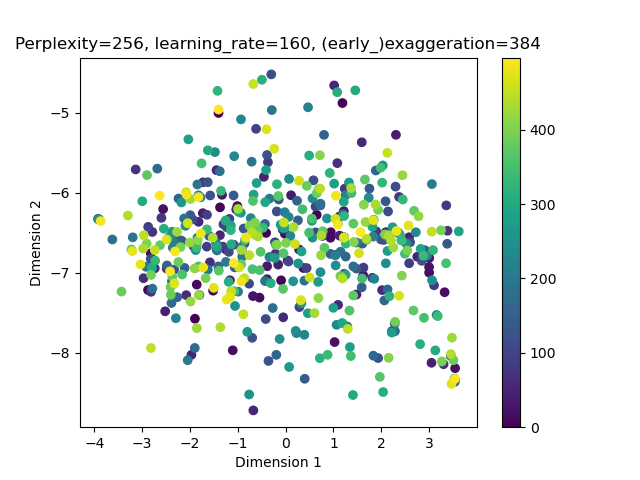 Perplexity=256, learning_rate=160, (early_)exaggeration=384
−5
−6
−7
−8
Dimension 2
−4 −3 −2 −1 0 1 2 3
Dimension 1
400
300
200
100
0